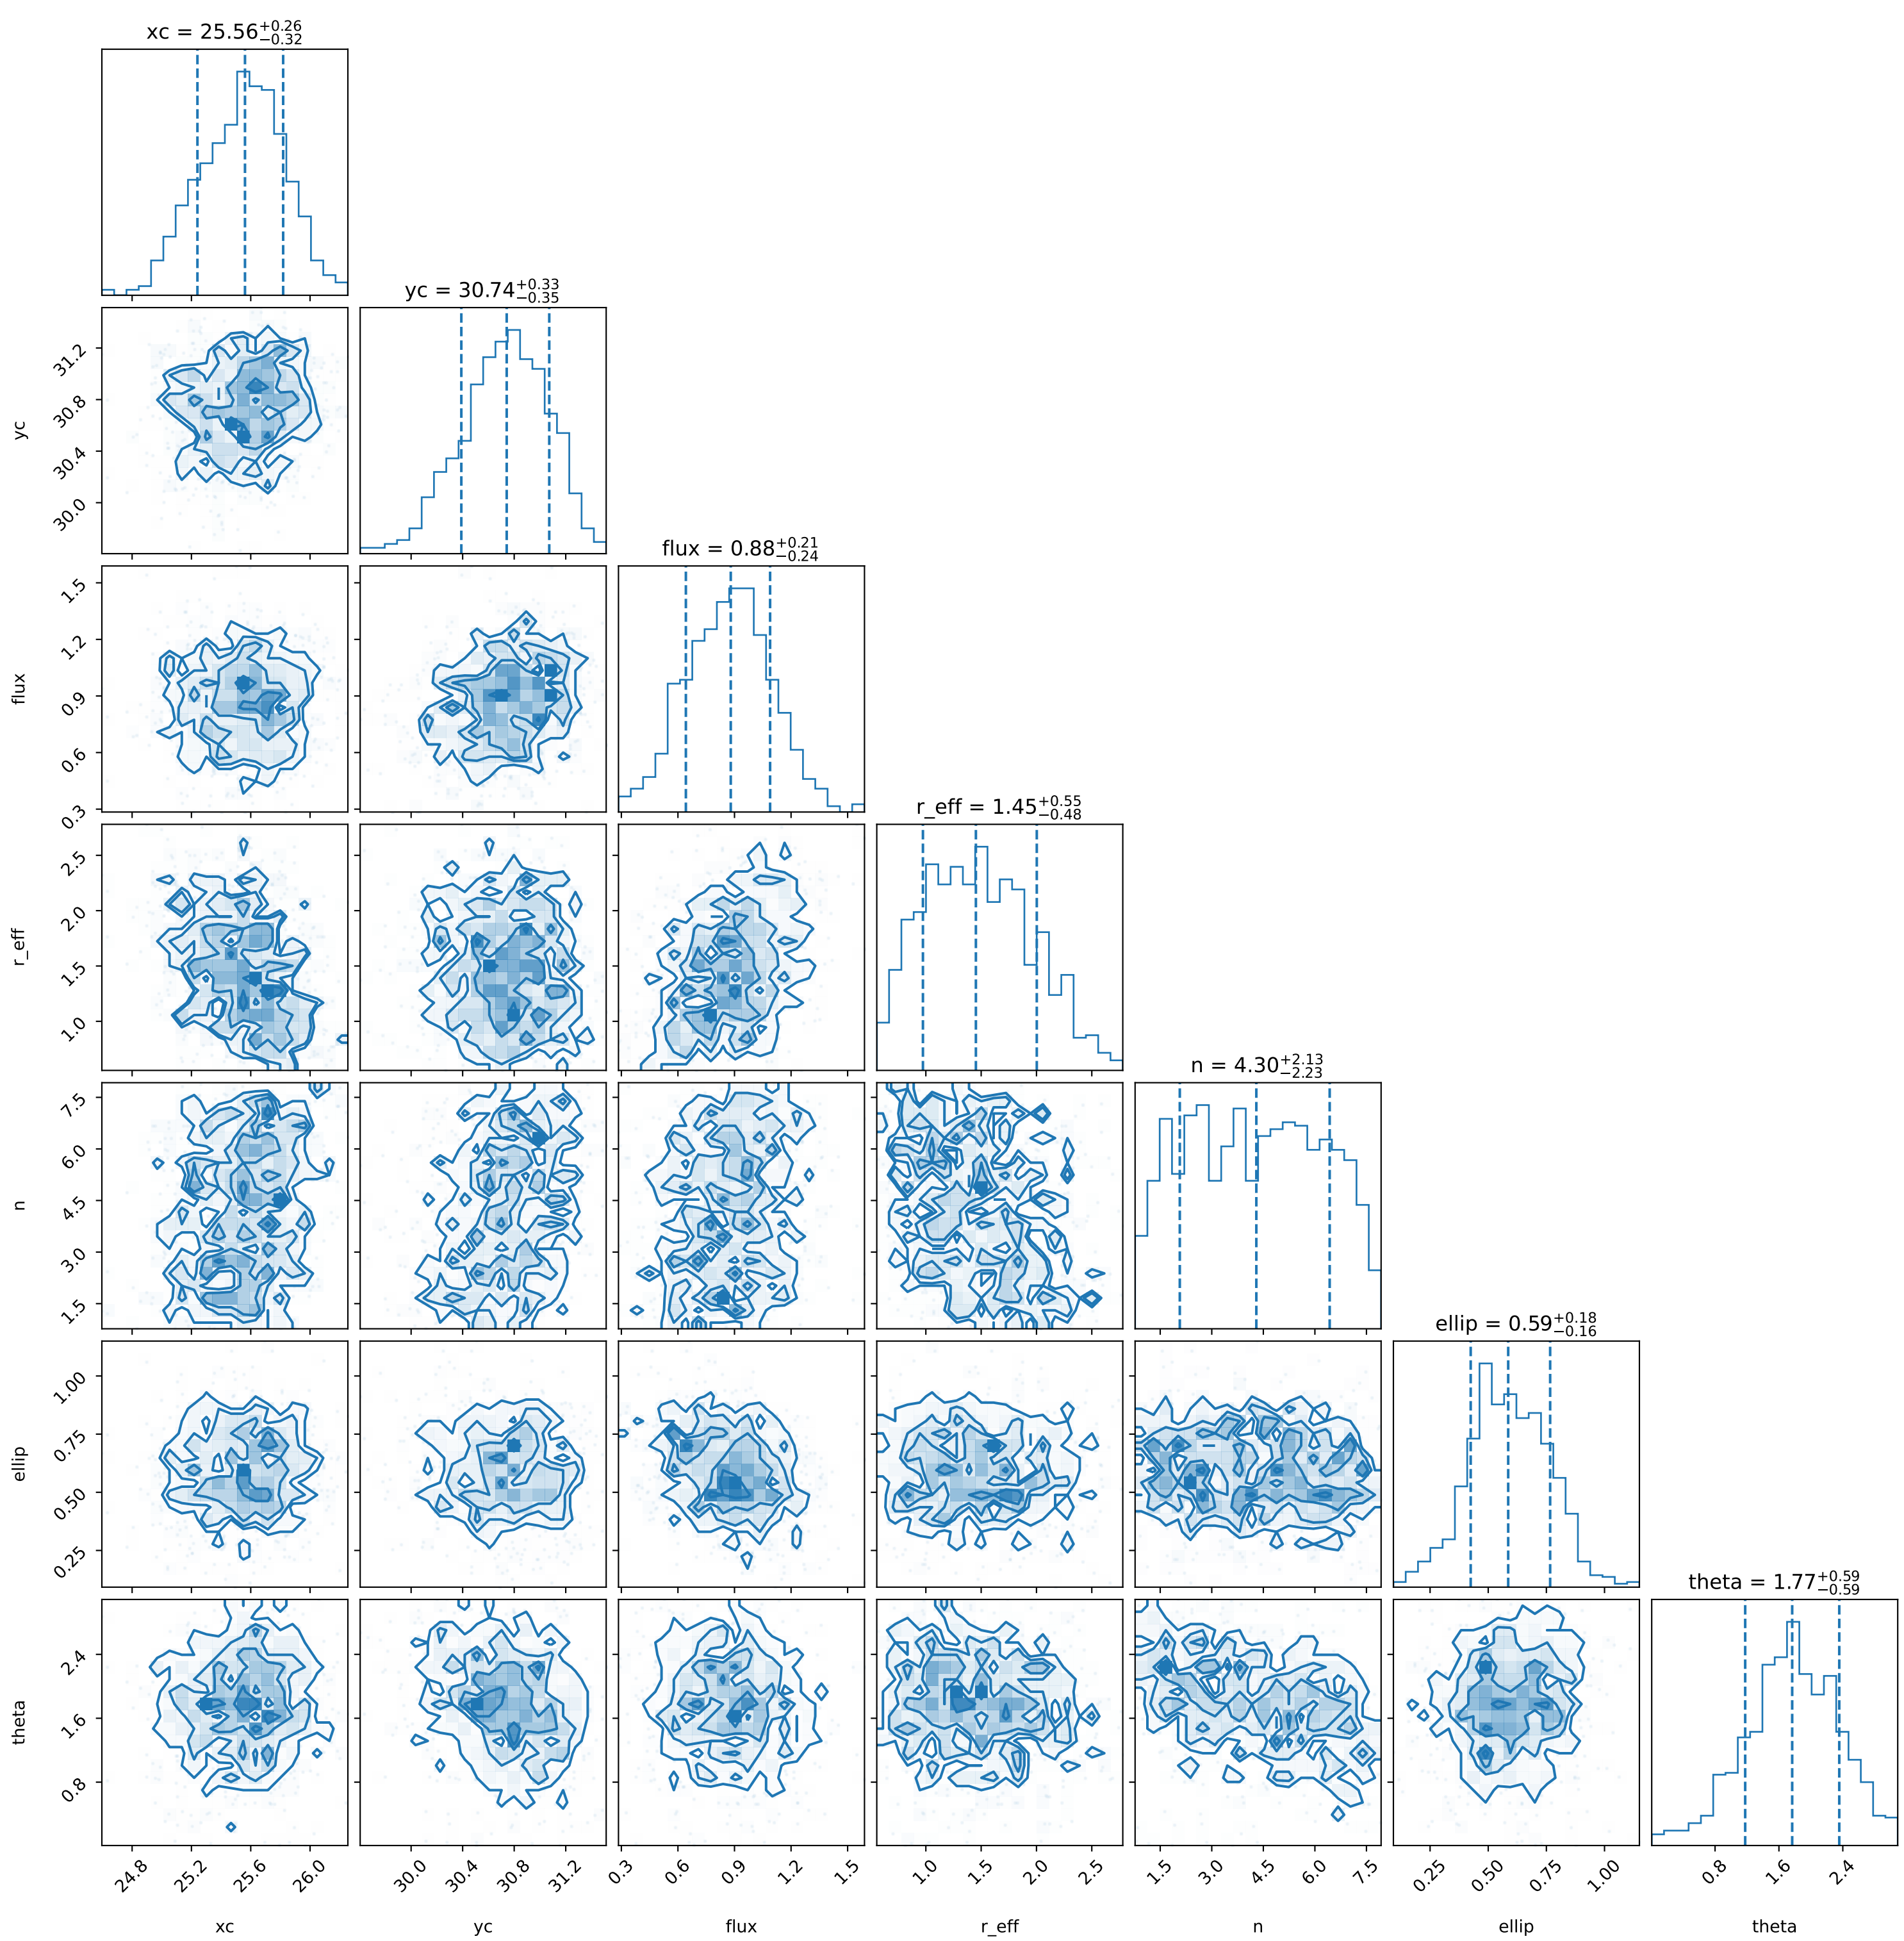 xc = 25.56+0.26−0.32
yc = 30.74+0.33−0.35
31.2
30.8
30.4
30.0
yc
flux = 0.88+0.21−0.24
1.5
1.2
0.9
0.6
0.3
flux
r_eff = 1.45+0.55−0.48
2.5
2.0
1.5
1.0
r_eff
n = 4.30+2.13−2.23
7.5
6.0
4.5
3.0
1.5
n
ellip = 0.59+0.18−0.16
1.00
0.75
0.50
0.25
ellip
theta = 1.77+0.59−0.59
2.4
1.6
0.8
theta
24.8 25.2 25.6 26.0 30.0 30.4 30.8 31.2 0.3 0.6 0.9 1.2 1.5 1.0 1.5 2.0 2.5 1.5 3.0 4.5 6.0 7.5 0.25 0.50 0.75 1.00 0.8 1.6 2.4
xc yc flux r_eff n ellip theta